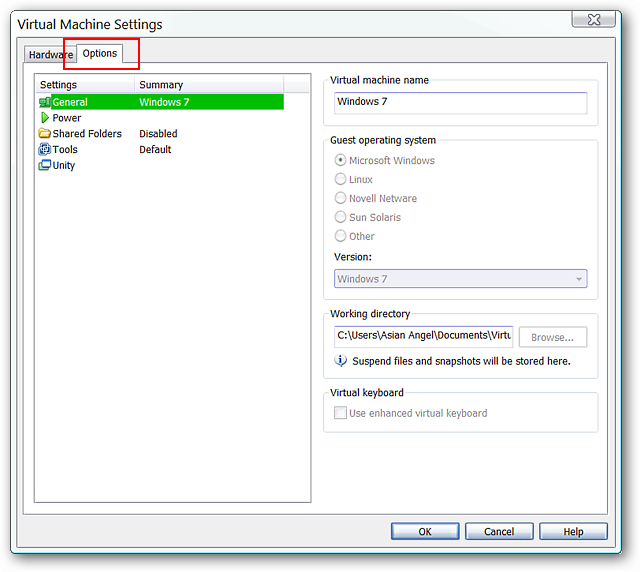 Virtual Machine Settings
Hardware
Options
Settings Summary
General Windows 7
Power
Shared Folders Disabled
Tools Default
Unity
Virtual machine name
Windows 7
Guest operating system
Microsoft Windows
Linux
Novell Netware
Sun Solaris
Other
Version:
Windows 7
Working directory
C:\Users\Asian Angel\Documents\Virtu
Browse...
Suspend files and snapshots will be stored here.
Virtual keyboard
Use enhanced virtual keyboard
OK Cancel Help